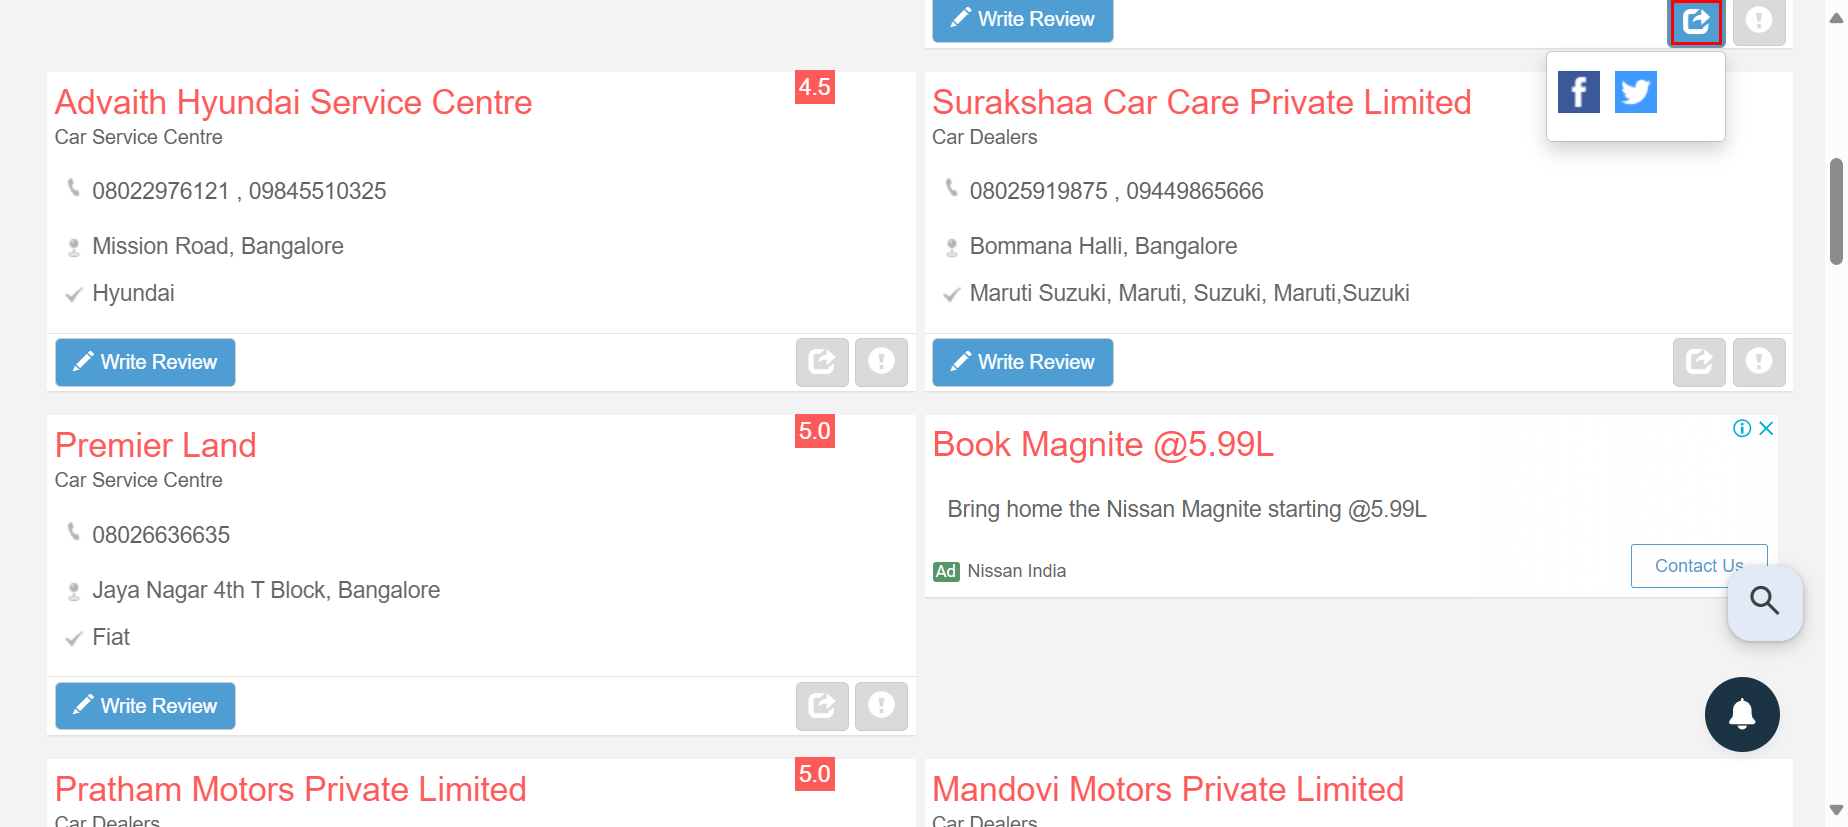 Write Review
Advaith Hyundai Service Centre
4.5
Car Service Centre
08022976121 , 09845510325
Mission Road, Bangalore
Hyundai
Write Review
Surakshaa Car Care Private Limited
Car Dealers
08025919875 , 09449865666
Bommana Halli, Bangalore
Maruti Suzuki, Maruti, Suzuki, Maruti,Suzuki
Write Review
Premier Land
5.0
Car Service Centre
08026636635
Jaya Nagar 4th T Block, Bangalore
Fiat
Write Review
Book Magnite @5.99L
Bring home the Nissan Magnite starting @5.99L
Ad Nissan India
Contact Us
Pratham Motors Private Limited
5.0
Car Dealers
Mandovi Motors Private Limited
Car Dealers